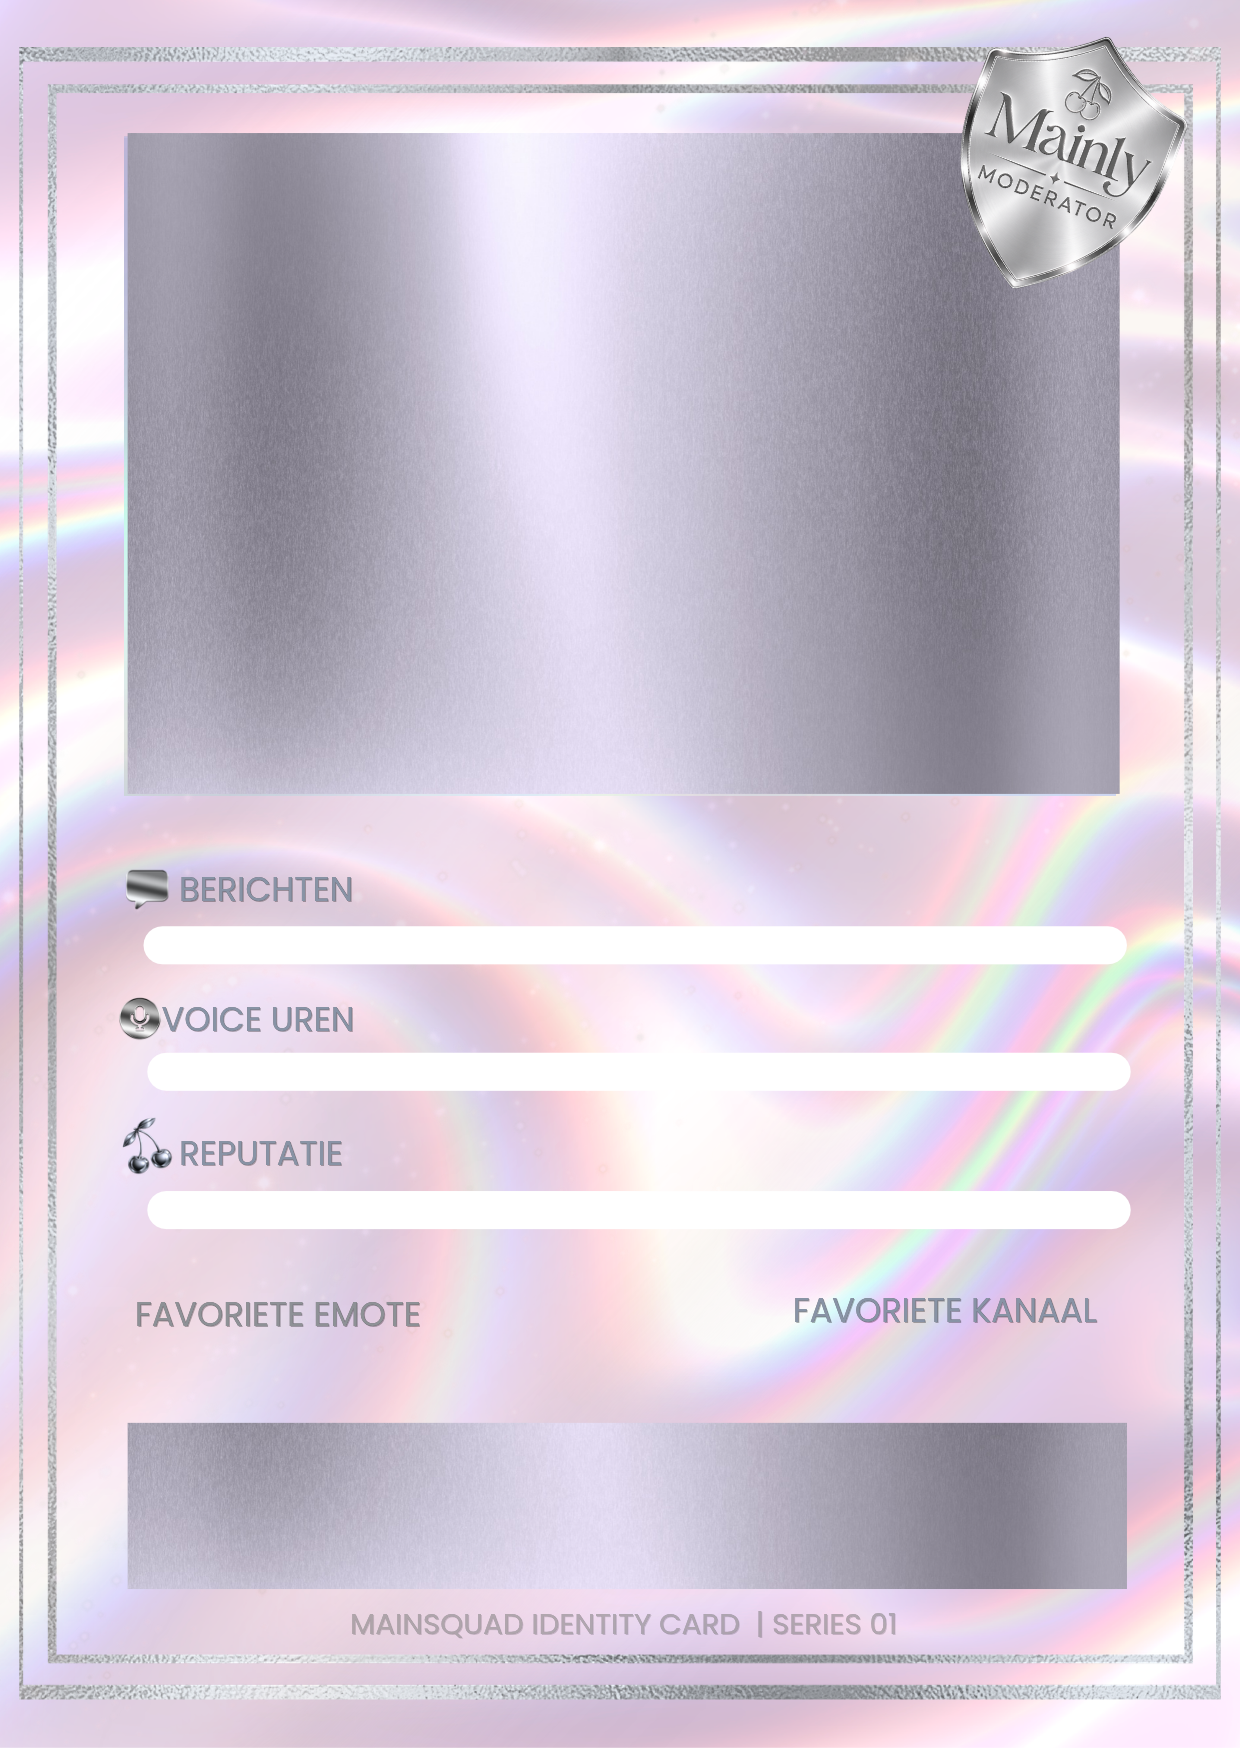 Mainly
MODERATOR
BERICHTEN
VOICE UREN
REPUTATIE
FAVORIETE EMOTE
FAVORIETE KANAAL
MAINSQUAD IDENTITY CARD | SERIES 01